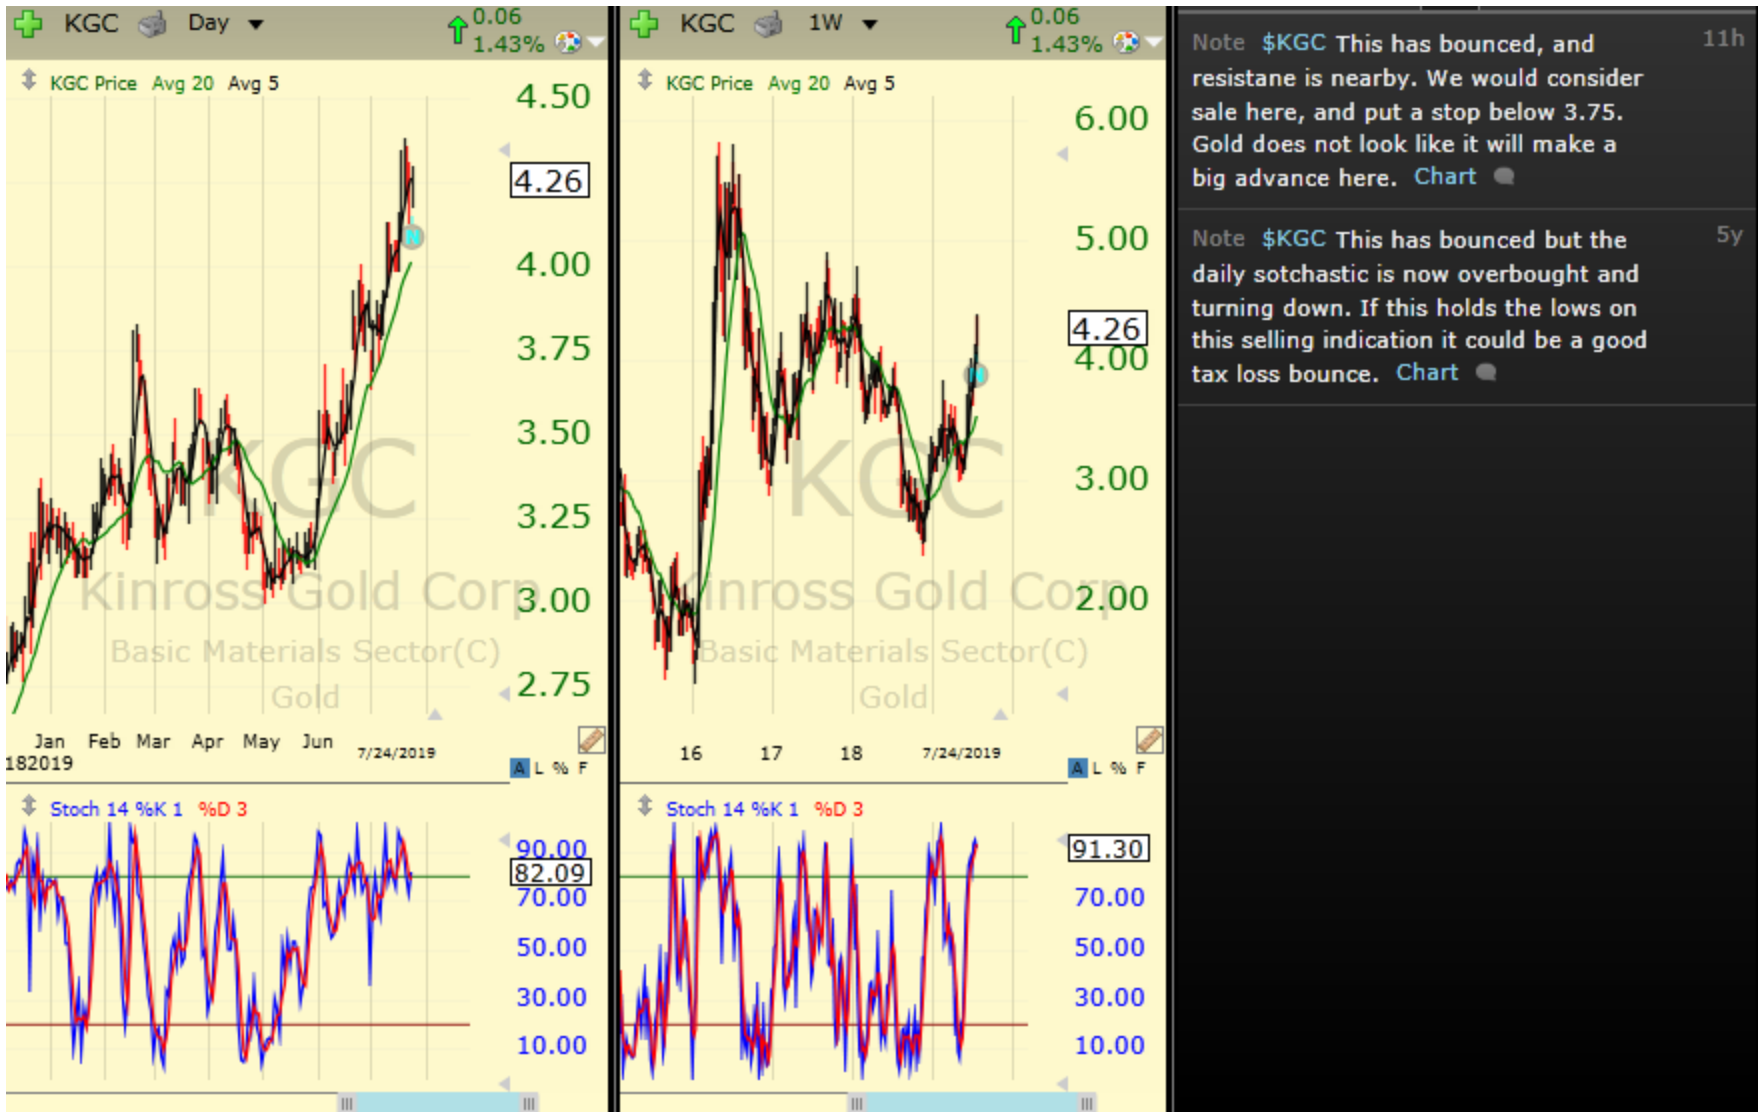 KGC Day
0.06
1.43%
KGC Price Avg 20 Avg 5
4.50
4.26
4.00
3.75
3.50
3.25
3.00
2.75
N
KGC
Kinross Gold Corp
Basic Materials Sector(C)
Gold
Jan Feb Mar Apr May Jun 7/24/2019
182019
A L % F
Stoch 14 %K 1 %D 3
90.00
82.09
70.00
50.00
30.00
10.00
KGC 1W
0.06
1.43%
KGC Price Avg 20 Avg 5
6.00
5.00
4.26
4.00
3.00
2.00
N
KGC
Kinross Gold Corp
Basic Materials Sector(C)
Gold
16 17 18 7/24/2019
A L % F
Stoch 14 %K 1 %D 3
91.30
70.00
50.00
30.00
10.00
Note $KGC This has bounced, and 11h
resistane is nearby. We would consider
sale here, and put a stop below 3.75.
Gold does not look like it will make a
big advance here. Chart
Note $KGC This has bounced but the 5y
daily sotchastic is now overbought and
turning down. If this holds the lows on
this selling indication it could be a good
tax loss bounce. Chart